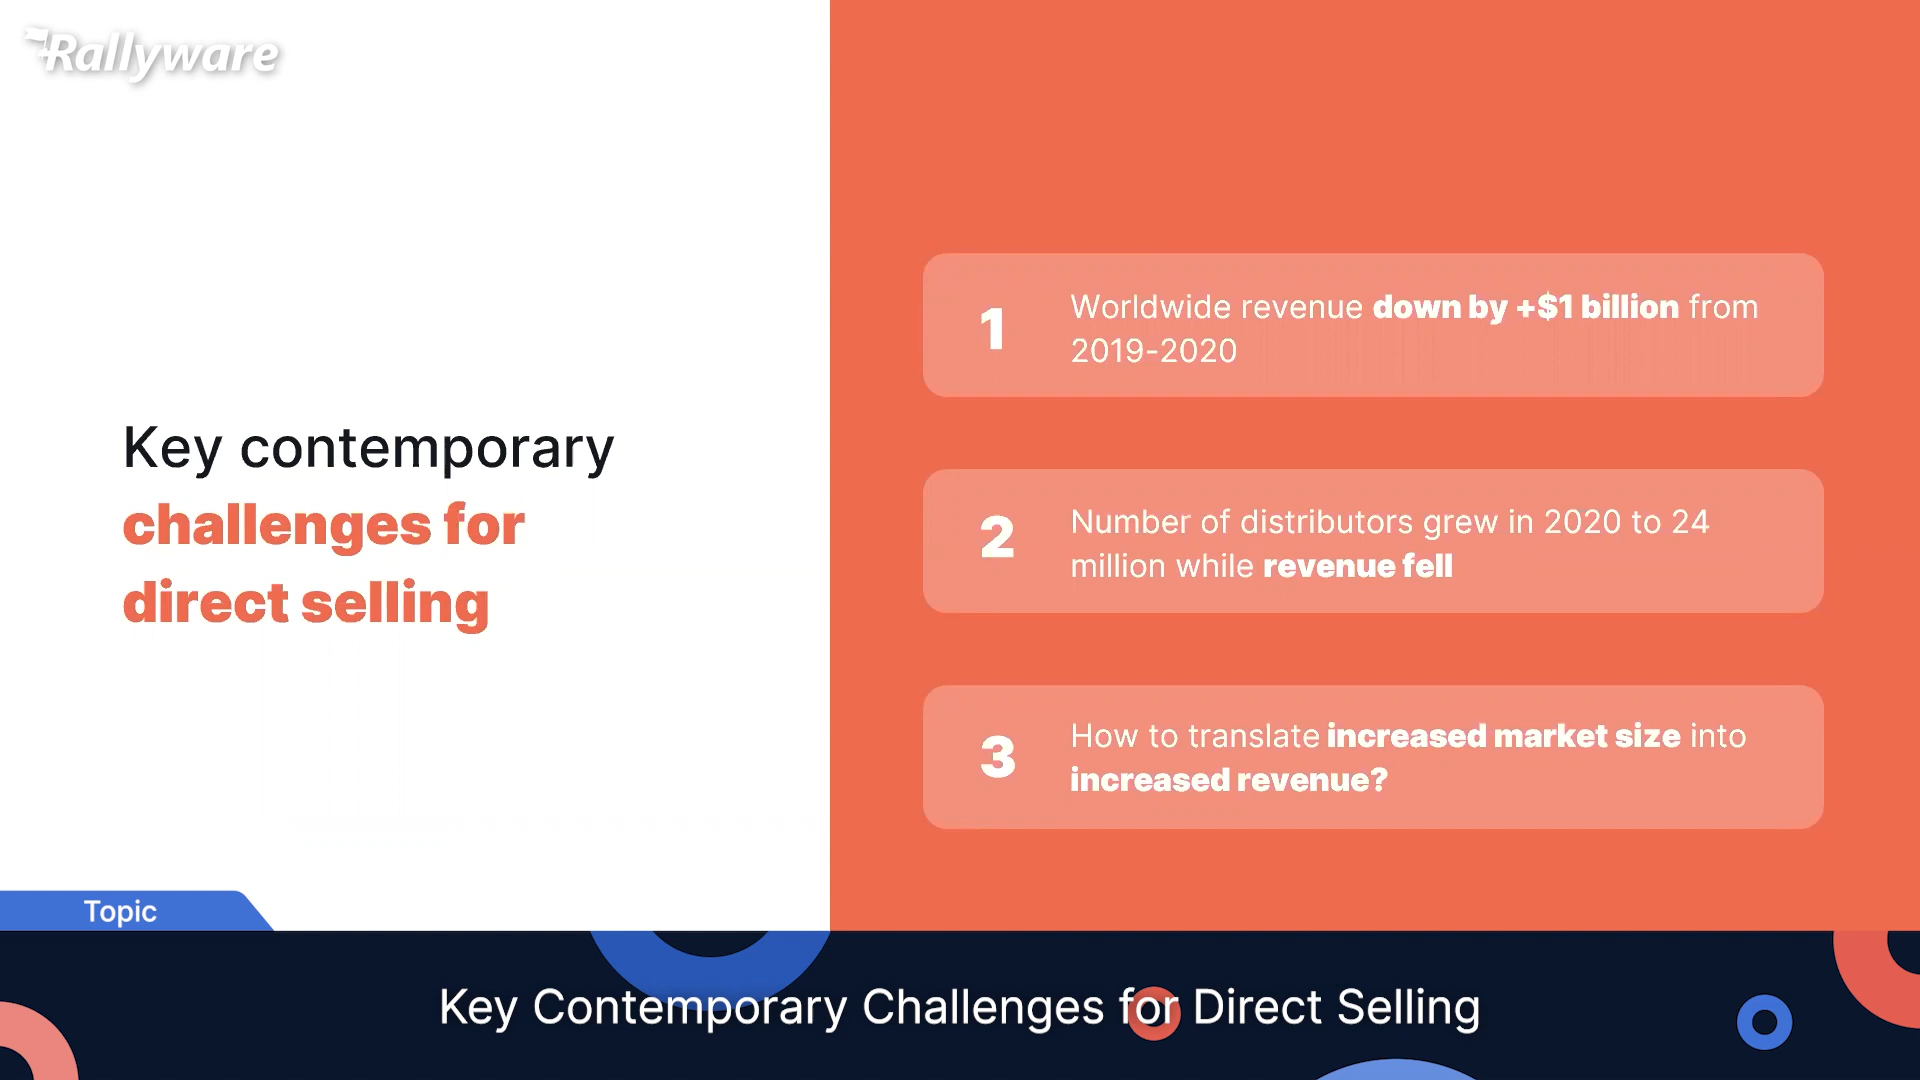 Rallyware
Key contemporary
challenges for
direct selling
1
Worldwide revenue down by +$1 billion from
2019-2020
2
Number of distributors grew in 2020 to 24
million while revenue fell
3
How to translate increased market size into
increased revenue?
Topic
Key Contemporary Challenges for Direct Selling